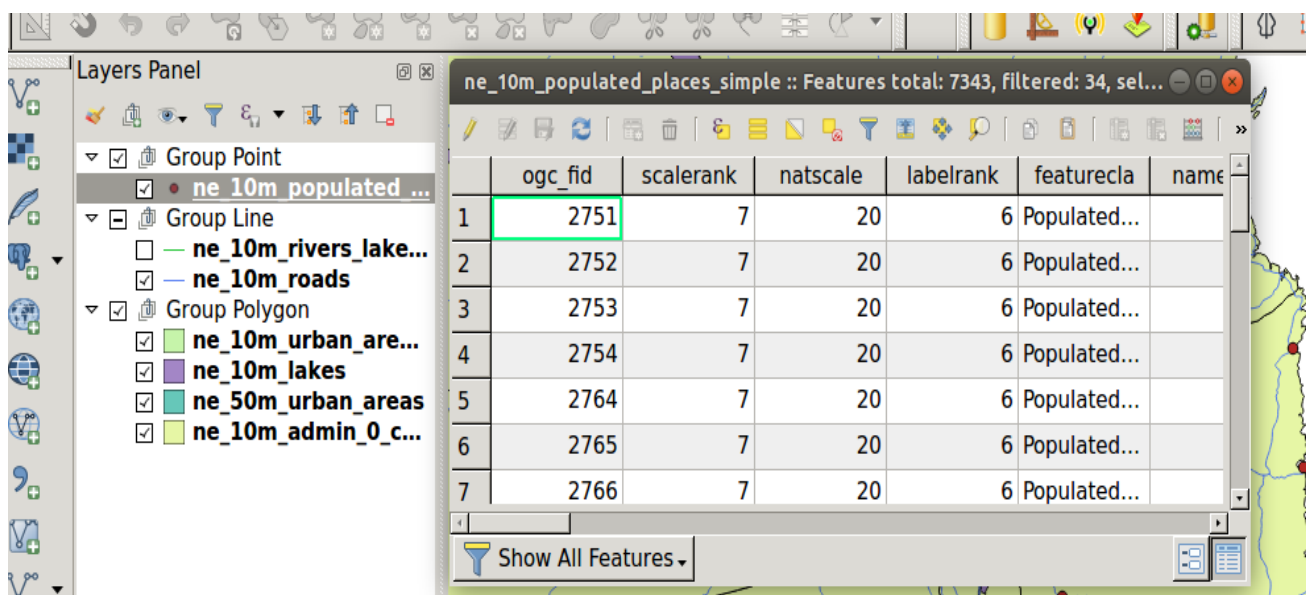 Layers Panel
Group Point
ne_10m_populated_...
Group Line
ne_10m_rivers_lake...
ne_10m_roads
Group Polygon
ne_10m_urban_are...
ne_10m_lakes
ne_50m_urban_areas
ne_10m_admin_0_c...
ne_10m_populated_places_simple :: Features total: 7343, filtered: 34, sel...
ogc_fid scalerank natscale labelrank featurecla name
1 2751 7 20 6 Populated...
2 2752 7 20 6 Populated...
3 2753 7 20 6 Populated...
4 2754 7 20 6 Populated...
5 2764 7 20 6 Populated...
6 2765 7 20 6 Populated...
7 2766 7 20 6 Populated...
Show All Features